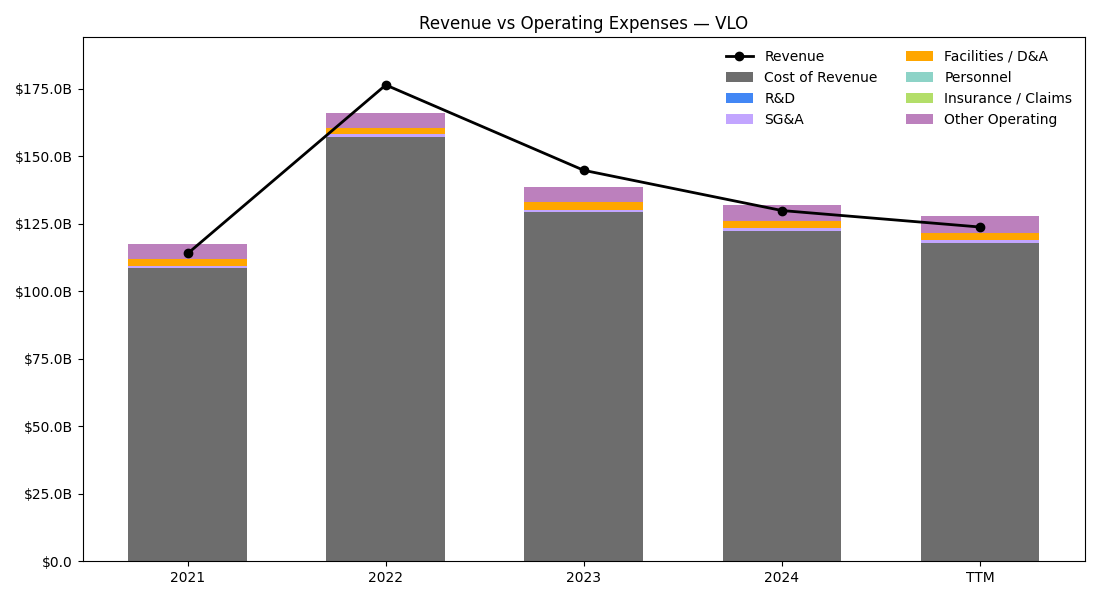 Revenue vs Operating Expenses — VLO
Revenue
Cost of Revenue
R&D
SG&A
Facilities / D&A
Personnel
Insurance / Claims
Other Operating
$175.0B
$150.0B
$125.0B
$100.0B
$75.0B
$50.0B
$25.0B
$0.0
2021 2022 2023 2024 TTM